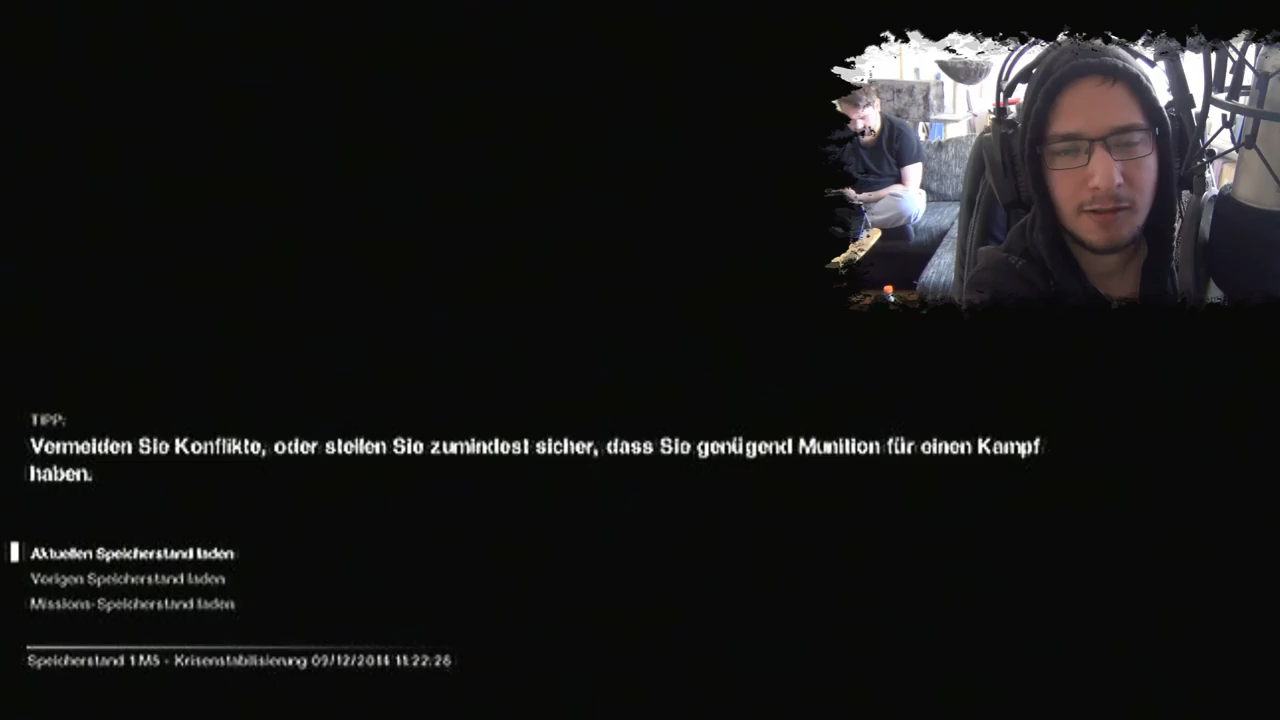 TIPP:
Vermeiden Sie Konflikte, oder stellen Sie zumindest sicher, dass Sie genügend Munition für einen Kampf
haben.
Aktuellen Speicherstand laden
Vorigen Speicherstand laden
Missions-Speicherstand laden
Speicherstand 1 M5 - Krisenstabilisierung 09/12/2014 11:22:26